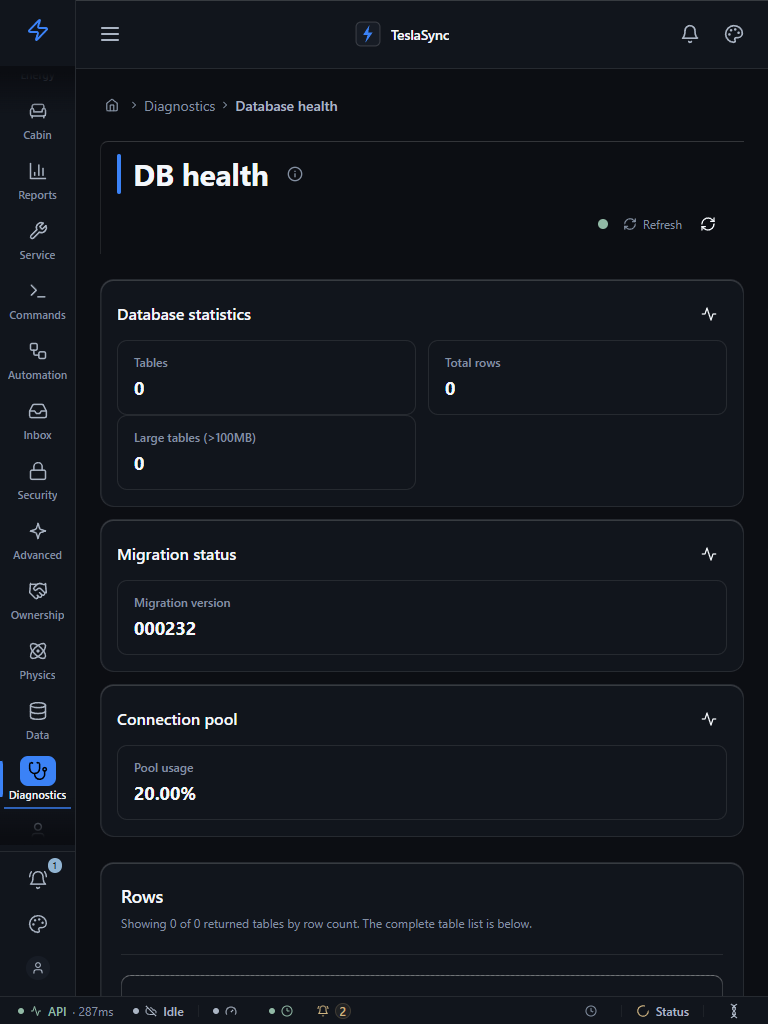 TeslaSync
Energy
Cabin
Reports
Service
Commands
Automation
Inbox
Security
Advanced
Ownership
Physics
Data
Diagnostics
1
Diagnostics
Database health
DB health
Refresh
Database statistics
Tables
0
Total rows
0
Large tables (>100MB)
0
Migration status
Migration version
000232
Connection pool
Pool usage
20.00%
Rows
Showing 0 of 0 returned tables by row count. The complete table list is below.
API · 287ms
Idle
2
Status